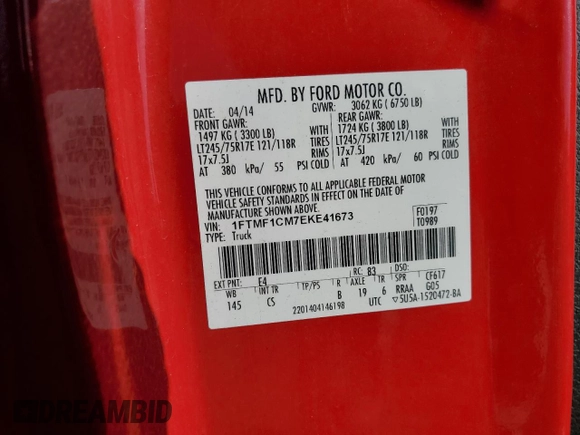 MFD. BY FORD MOTOR CO.
DATE: 04/14 GVWR: 3062 KG (6750 LB)
FRONT GAWR: REAR GAWR:
1497 KG (3300 LB) WITH 1724 KG (3800 LB) WITH
LT245/75R17E 121/118R TIRES LT245/75R17E 121/118R TIRES
17x7.5J RIMS 17x7.5J RIMS
AT 380 kPa/ 55 PSI COLD AT 420 kPa/ 60 PSI COLD
THIS VEHICLE CONFORMS TO ALL APPLICABLE FEDERAL MOTOR
VEHICLE SAFETY STANDARDS IN EFFECT ON THE DATE OF
MANUFACTURE SHOWN ABOVE.
VIN: 1FTMF1CM7EKE41673 F0197
TYPE: Truck T0989
EXT PNT: E4 RC: 83 DSO:
WB INT TR TP/PS R AXLE TR SPR CF617
145 CS B 19 6 RRAA G05
2201404146198 UTC ▽5U5A-1520472-BA
DREAMBID